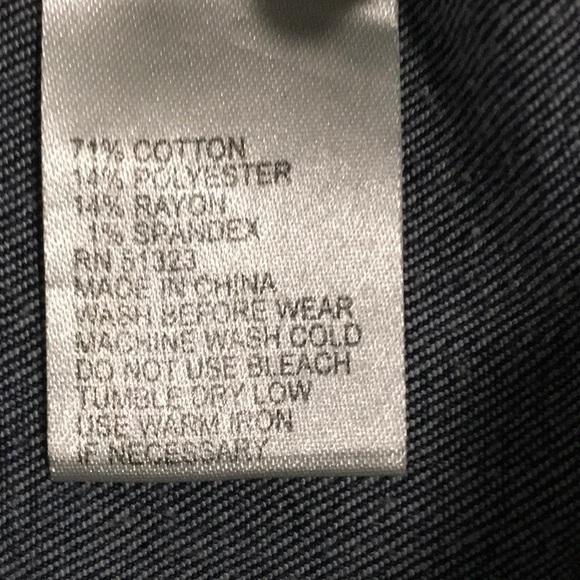 71% COTTON
14% POLYESTER
14% RAYON
1% SPANDEX
RN 51323
MADE IN CHINA
WASH BEFORE WEAR
MACHINE WASH COLD
DO NOT USE BLEACH
TUMBLE DRY LOW
USE WARM IRON
IF NECESSARY